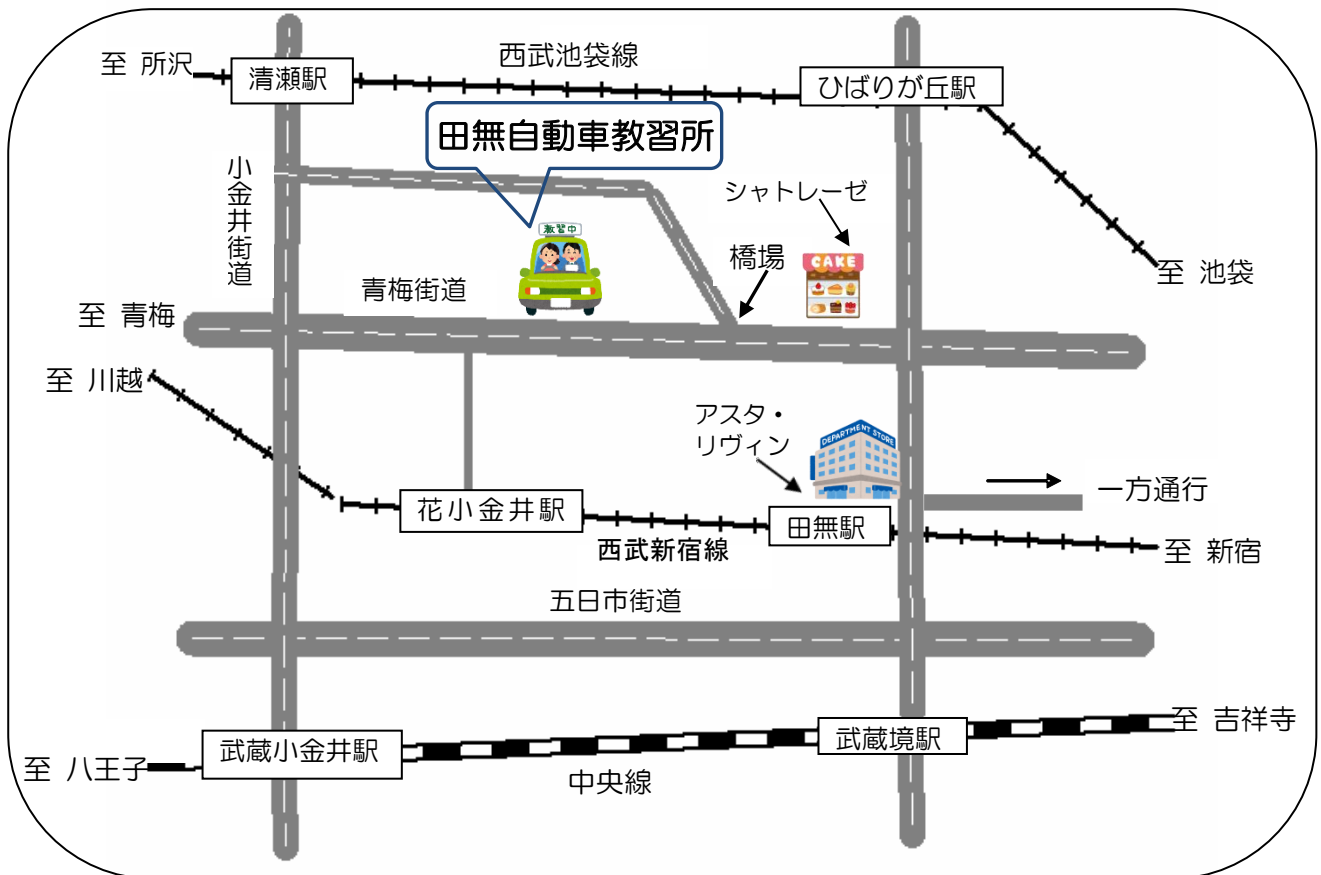 西武池袋線
至 所沢
清瀬駅
ひばりが丘駅
田無自動車教習所
小金井街道
シャトレーゼ
教習中
橋場
CAKE
至 池袋
青梅街道
至 青梅
至 川越
アスタ・
リヴィン
DEPARTMENT STORE
一方通行
花小金井駅
田無駅
西武新宿線
至 新宿
五日市街道
至 吉祥寺
武蔵小金井駅
武蔵境駅
至 八王子
中央線